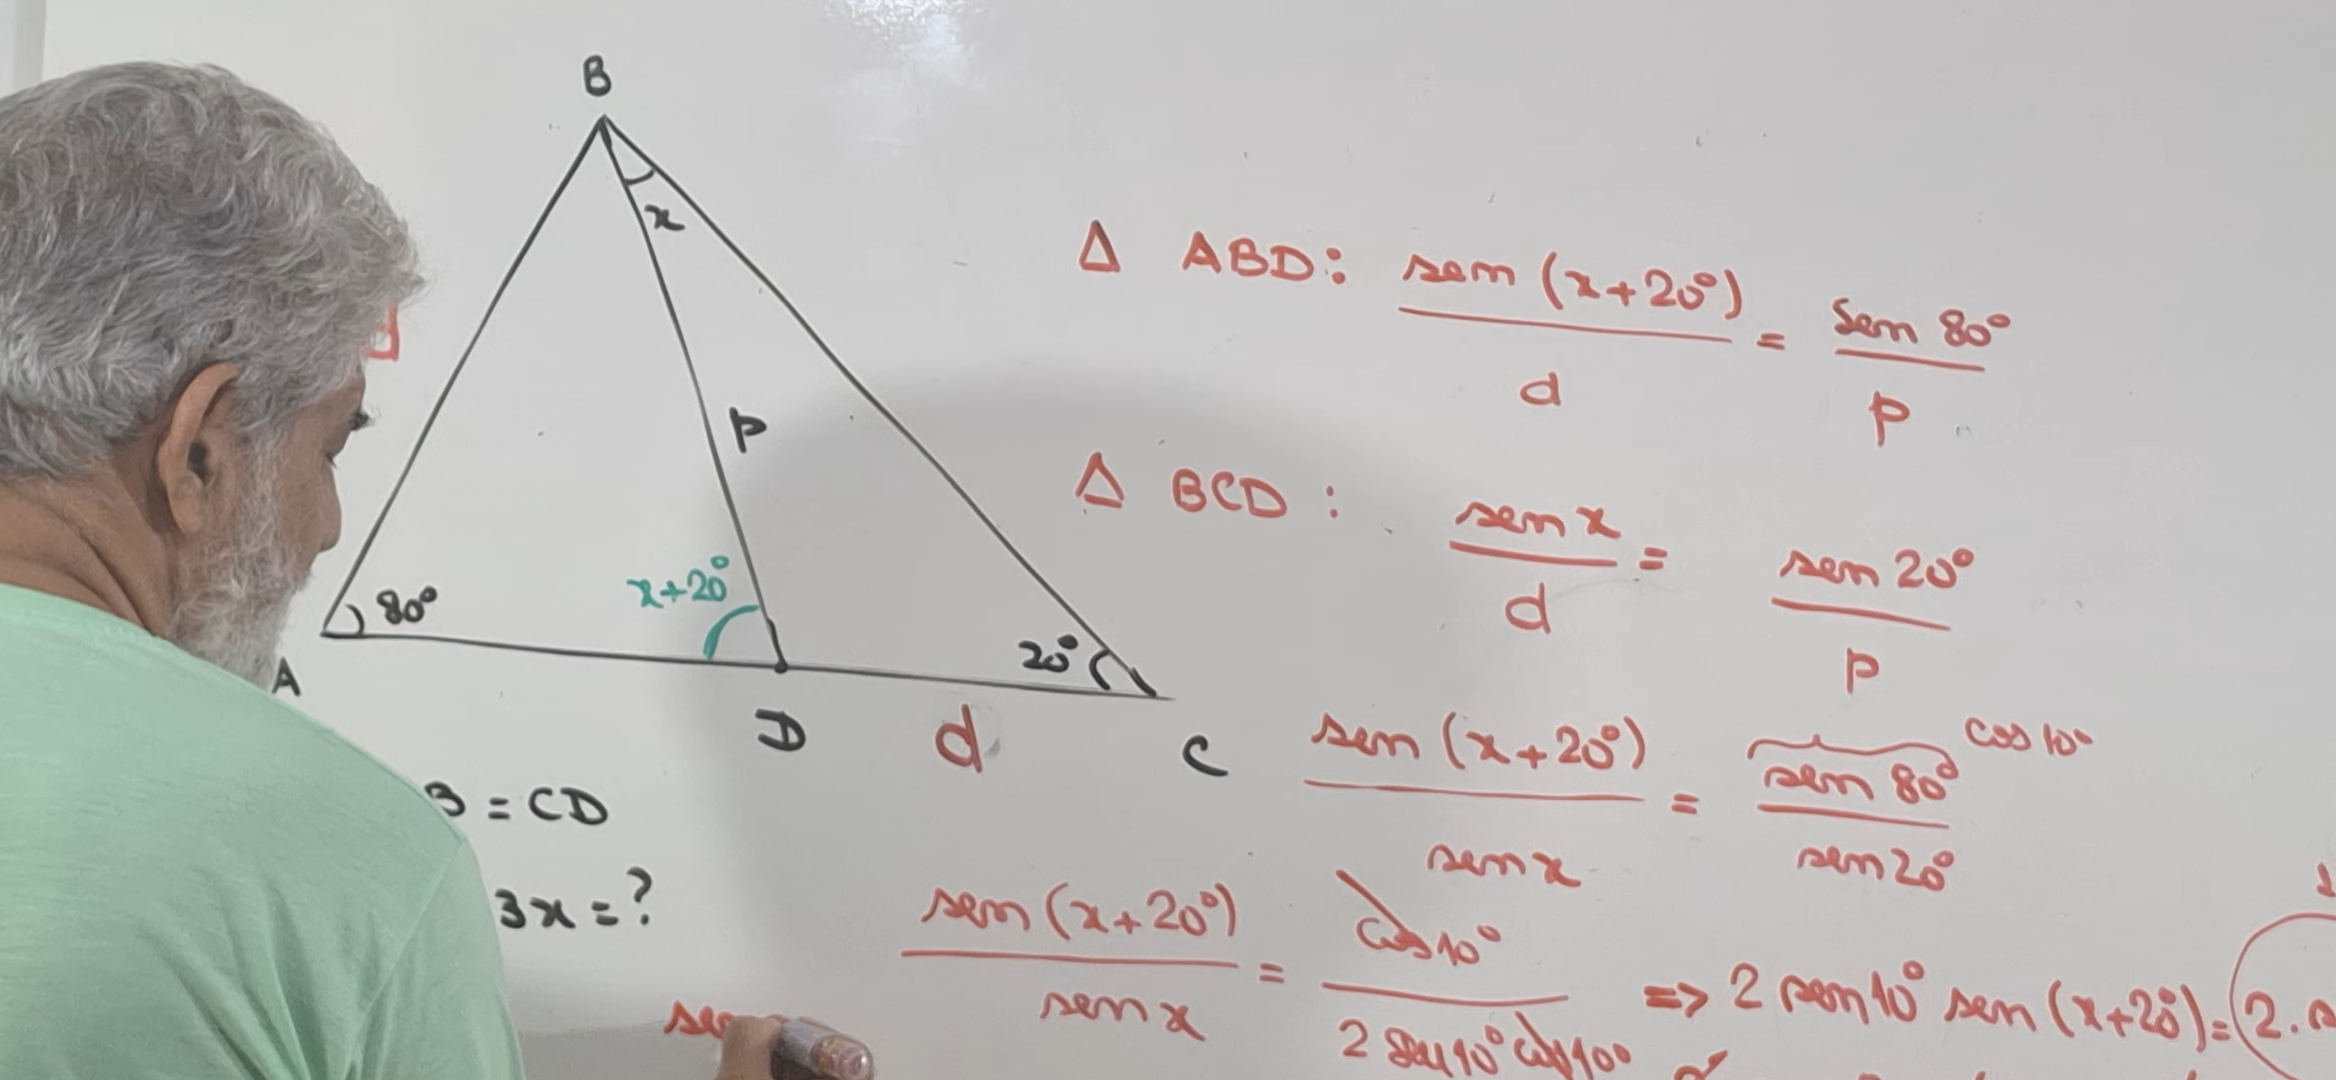 B
x
p
x+20°
80°
20°
A
D
d
C
= CD
3x = ?
Δ ABD: sen (x+20°) / d = Sen 80° / p
Δ BCD: sen x / d = sen 20° / p
sen (x+20°) / sen x = sen 80° / sen 20°
cos 10°
sen (x+20°) / sen x = cos 10° / 2 sen 10° cos 10°
=> 2 sen 10° sen (x+20°) = 2.